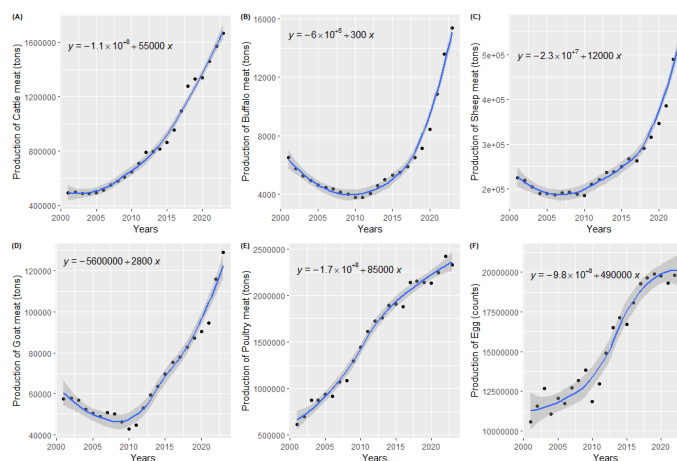 (A)
y = −1.1 × 10⁺⁸ + 55000 x
Production of Cattle meat (tons)
1600000
1200000
800000
400000
2000 2005 2010 2015 2020
Years
(B)
y = −6 × 10⁺⁵ + 300 x
Production of Buffalo meat (tons)
16000
12000
8000
4000
2000 2005 2010 2015 2020
Years
(C)
y = −2.3 × 10⁺⁷ + 12000 x
Production of Sheep meat (tons)
5e+05
4e+05
3e+05
2e+05
2000 2005 2010 2015 2020
Years
(D)
y = −5600000 + 2800 x
Production of Goat meat (tons)
120000
100000
80000
60000
40000
2000 2005 2010 2015 2020
Years
(E)
y = −1.7 × 10⁺⁸ + 85000 x
Production of Poultry meat (tons)
2500000
2000000
1500000
1000000
500000
2000 2005 2010 2015 2020
Years
(F)
y = −9.8 × 10⁺⁸ + 490000 x
Production of Egg (counts)
20000000
17500000
15000000
12500000
10000000
2000 2005 2010 2015 2020
Years